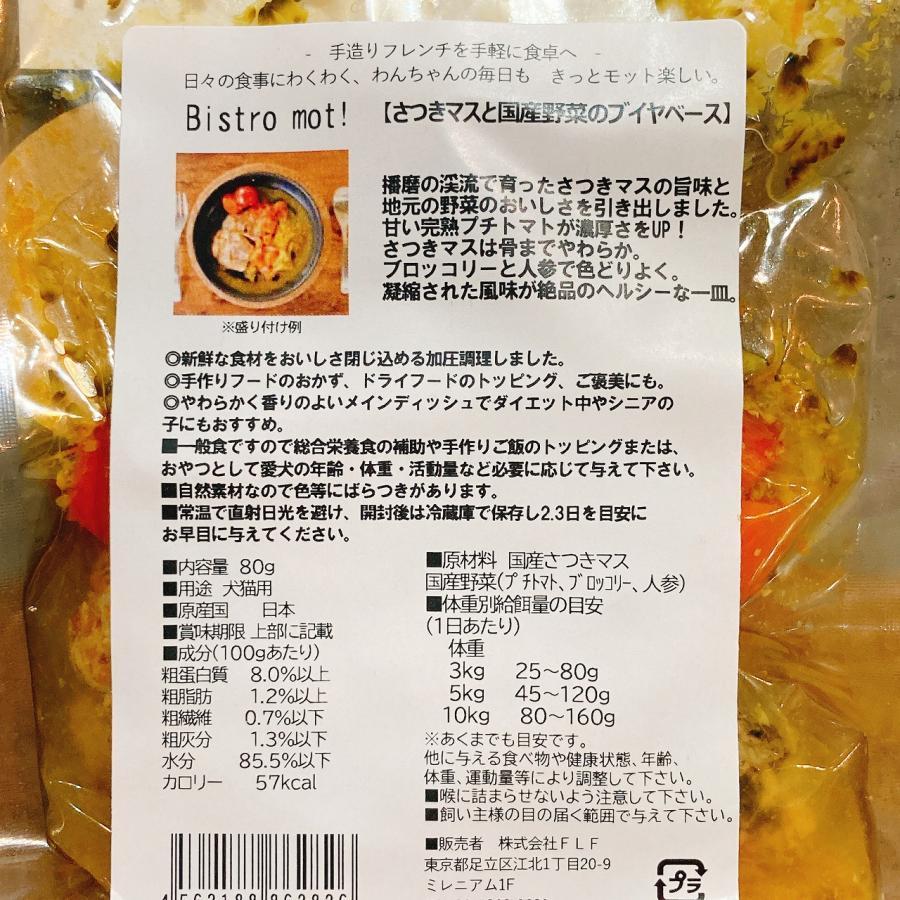 - 手造りフレンチを手軽に食卓へ -
日々の食事にわくわく、わんちゃんの毎日も きっとモット楽しい。
Bistro mot! 【さつきマスと国産野菜のブイヤベース】
播磨の渓流で育ったさつきマスの旨味と
地元の野菜のおいしさを引き出しました。
甘い完熟プチトマトが濃厚さをUP！
さつきマスは骨までやわらか。
ブロッコリーと人参で色どりよく。
凝縮された風味が絶品のヘルシーな一皿。
※盛り付け例
◎新鮮な食材をおいしさ閉じ込める加圧調理しました。
◎手作りフードのおかず、ドライフードのトッピング、ご褒美にも。
◎やわらかく香りのよいメインディッシュでダイエット中やシニアの
子にもおすすめ。
■一般食ですので総合栄養食の補助や手作りご飯のトッピングまたは、
おやつとして愛犬の年齢・体重・活動量など必要に応じて与えて下さい。
■自然素材なので色等にばらつきがあります。
■常温で直射日光を避け、開封後は冷蔵庫で保存し2.3日を目安に
お早目に与えてください。
■内容量 80g
■用途 犬猫用
■原産国 日本
■賞味期限 上部に記載
■成分(100gあたり)
粗蛋白質 8.0%以上
粗脂肪 1.2%以上
粗繊維 0.7%以下
粗灰分 1.3%以下
水分 85.5%以下
カロリー 57kcal
■原材料 国産さつきマス
国産野菜(プチトマト、ブロッコリー、人参)
■体重別給餌量の目安
(1日あたり)
体重
3kg 25～80g
5kg 45～120g
10kg 80～160g
※あくまでも目安です。
他に与える食べ物や健康状態、年齢、
体重、運動量等により調整して下さい。
■喉に詰まらせないよう注意して下さい。
■飼い主様の目の届く範囲で与えて下さい。
■販売者 株式会社ＦＬＦ
東京都足立区江北1丁目20-9
ミレニアム1F
プラ